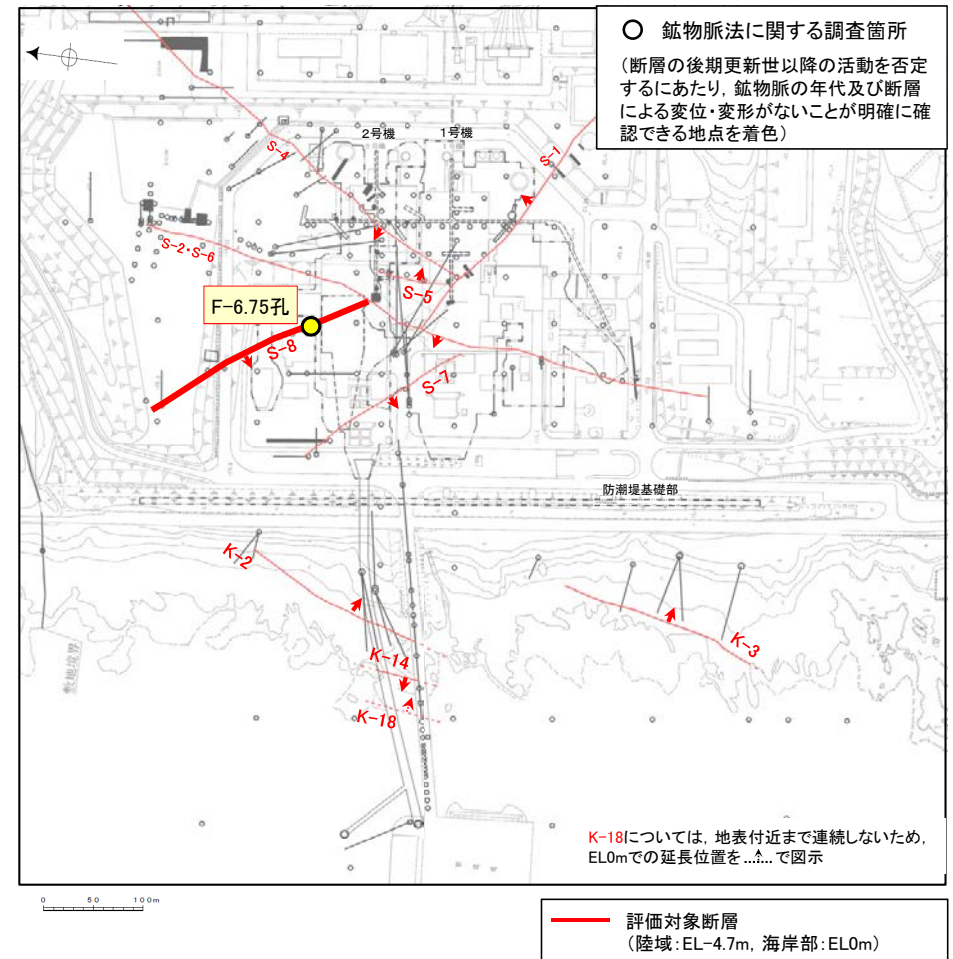 ○ 鉱物脈法に関する調査箇所
(断層の後期更新世以降の活動を否定
するにあたり，鉱物脈の年代及び断層
による変位・変形がないことが明確に確
認できる地点を着色)
2号機
1号機
S-4
S-1
S-2・S-6
S-5
F-6.75孔
S-8
S-7
防潮堤基礎部
K-2
K-3
K-14
敷地境界
K-18
K-18については，地表付近まで連続しないため，
EL0mでの延長位置を で図示
0 50 100m
評価対象断層
(陸域：EL-4.7m，海岸部：EL0m)